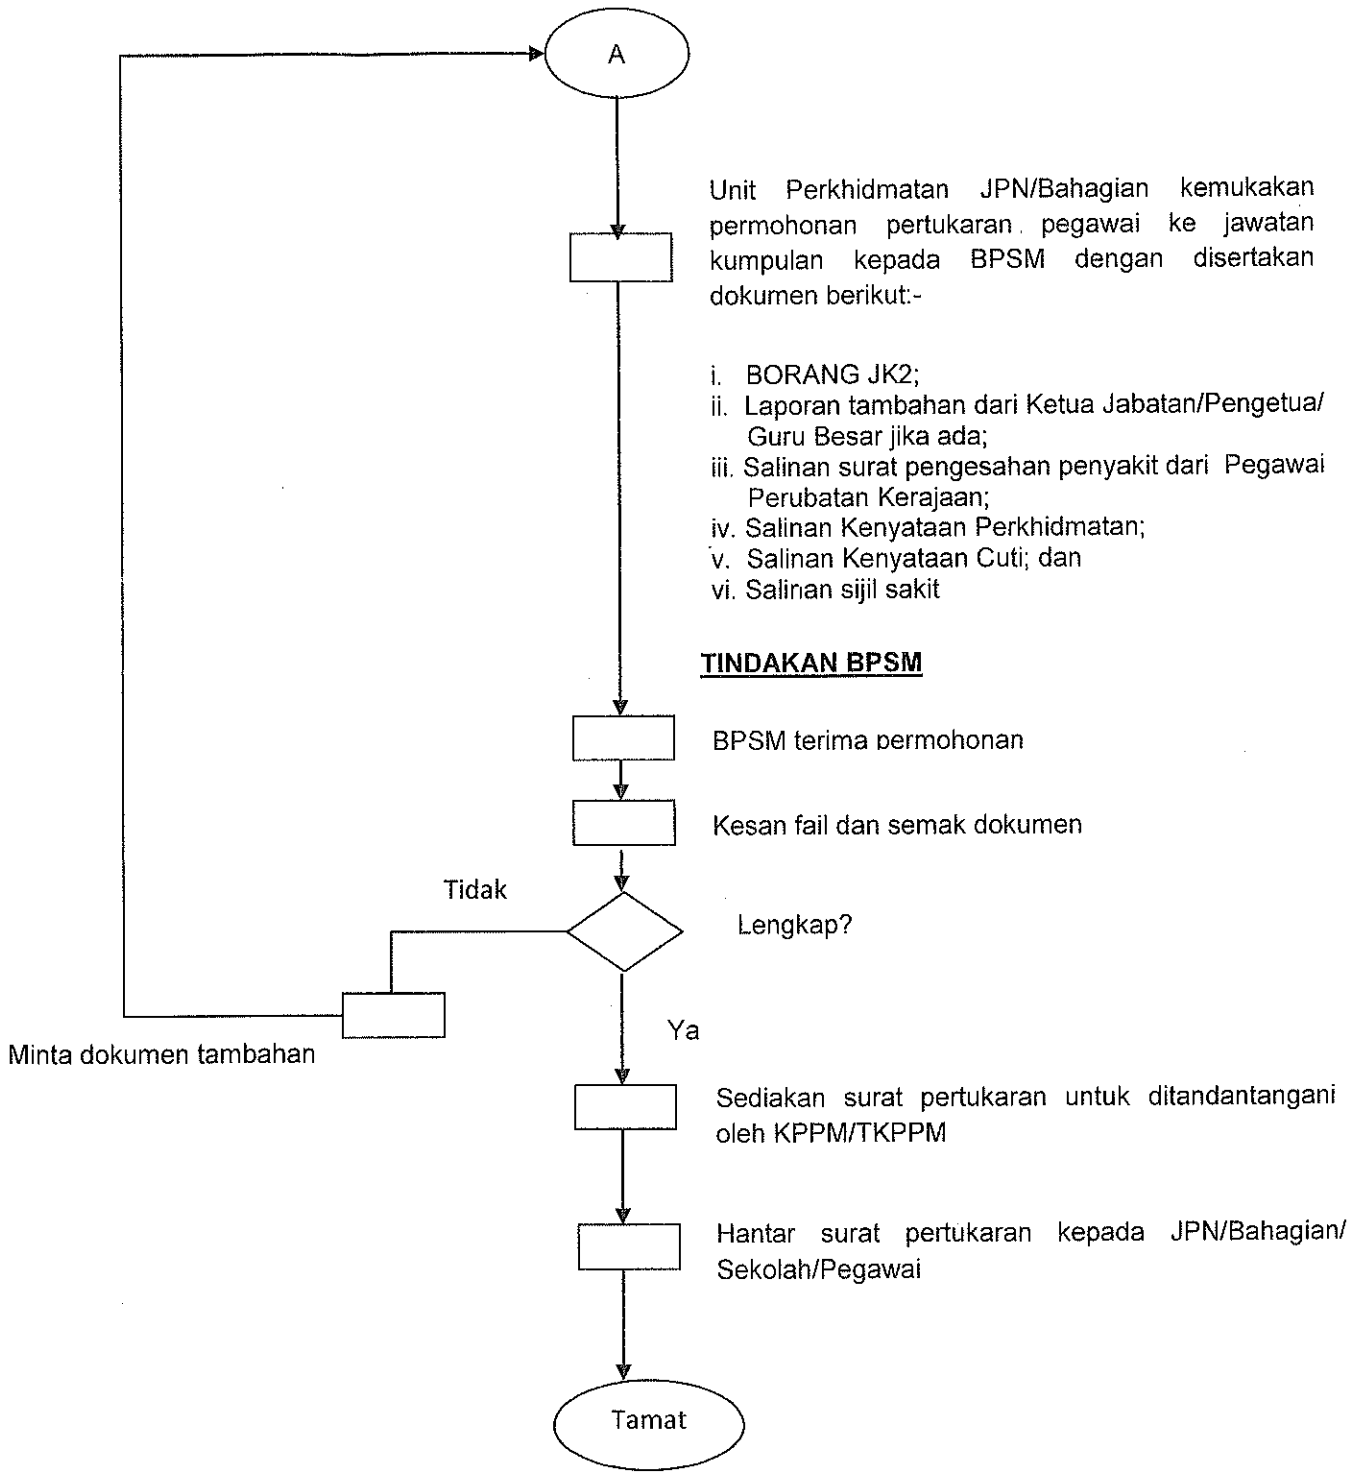 A
Unit Perkhidmatan JPN/Bahagian kemukakan
permohonan pertukaran pegawai ke jawatan
kumpulan kepada BPSM dengan disertakan
dokumen berikut:-
i. BORANG JK2;
ii. Laporan tambahan dari Ketua Jabatan/Pengetua/
Guru Besar jika ada;
iii. Salinan surat pengesahan penyakit dari Pegawai
Perubatan Kerajaan;
iv. Salinan Kenyataan Perkhidmatan;
v. Salinan Kenyataan Cuti; dan
vi. Salinan sijil sakit
TINDAKAN BPSM
BPSM terima permohonan
Kesan fail dan semak dokumen
Tidak
Lengkap?
Ya
Minta dokumen tambahan
Sediakan surat pertukaran untuk ditandantangani
oleh KPPM/TKPPM
Hantar surat pertukaran kepada JPN/Bahagian/
Sekolah/Pegawai
Tamat